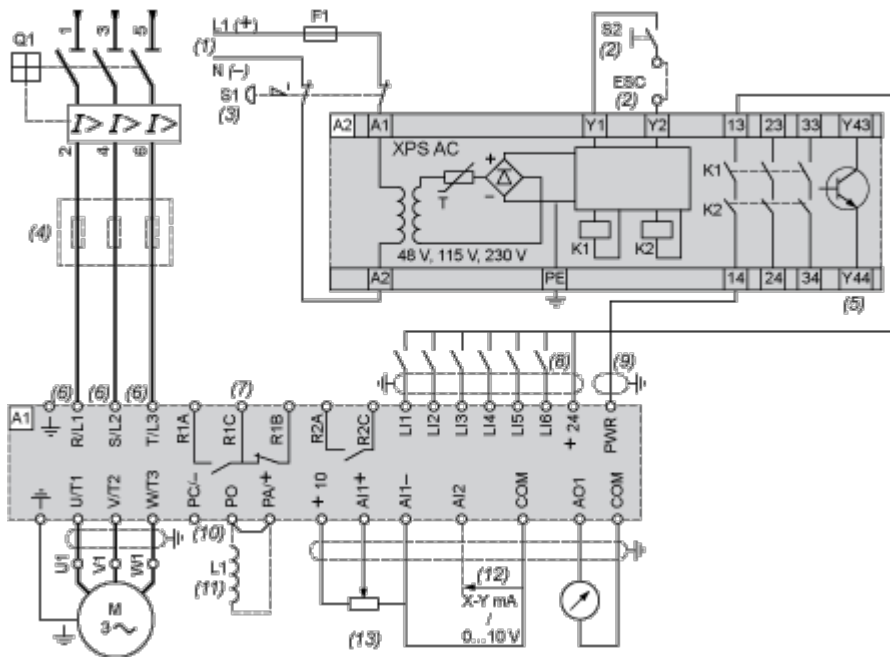 1 3 5
Q1
I> I> I>
2 4 6
(4)
L1 (+)
F1
(1)
N (–)
S1
(3)
S2
(2)
ESC
(2)
A2 A1 Y1 Y2 13 23 33 Y43
XPS AC
+
T
–
K1
K2
K1 K2
48 V, 115 V, 230 V
A2 PE 14 24 34 Y44
(5)
(8) (9)
(6) (6) (6) (7)
A1
R/L1 S/L2 T/L3 R1A R1C R1B R2A R2C LI1 LI2 LI3 LI4 LI5 LI6 + 24 PWR
U/T1 V/T2 W/T3 PC/– PO PA/+ + 10 AI1+ AI1– AI2 COM AO1 COM
(10)
U1 V1 W1
L1
(11)
M
3~
(12)
X-Y mA
/
0...10 V
(13)